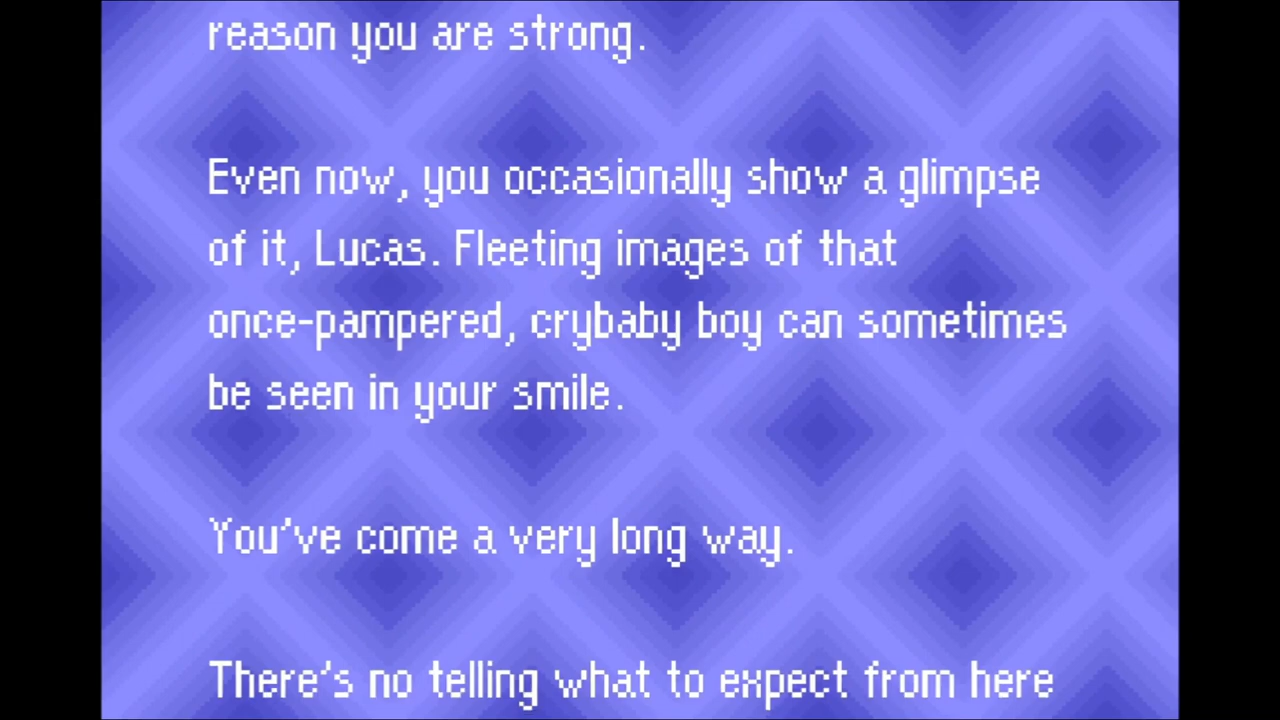 reason you are strong.
Even now, you occasionally show a glimpse
of it, Lucas. Fleeting images of that
once-pampered, crybaby boy can sometimes
be seen in your smile.
You've come a very long way.
There's no telling what to expect from here